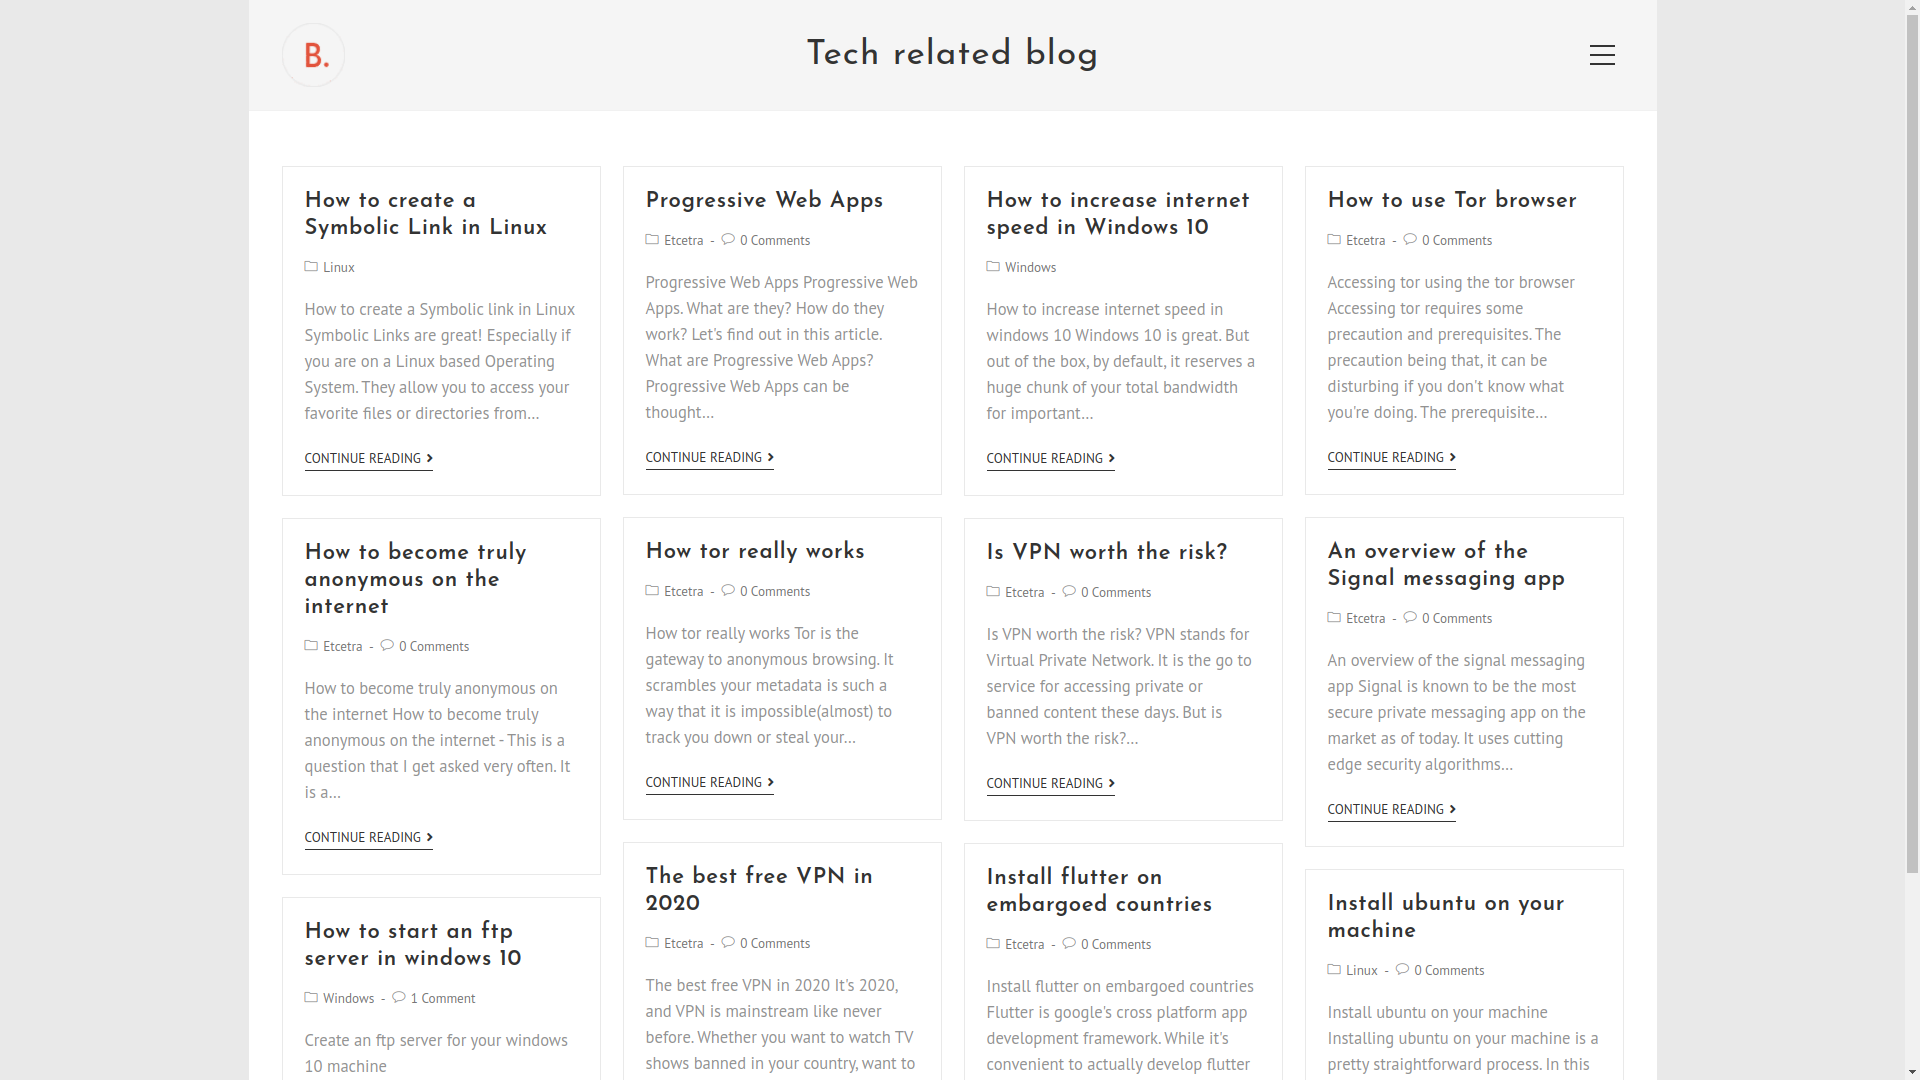 B.
Tech related blog
How to create a
Symbolic Link in Linux
Linux
How to create a Symbolic link in Linux
Symbolic Links are great! Especially if
you are on a Linux based Operating
System. They allow you to access your
favorite files or directories from...
CONTINUE READING
Progressive Web Apps
Etcetra - 0 Comments
Progressive Web Apps Progressive Web
Apps. What are they? How do they
work? Let's find out in this article.
What are Progressive Web Apps?
Progressive Web Apps can be
thought...
CONTINUE READING
How to increase internet
speed in Windows 10
Windows
How to increase internet speed in
windows 10 Windows 10 is great. But
out of the box, by default, it reserves a
huge chunk of your total bandwidth
for important...
CONTINUE READING
How to use Tor browser
Etcetra - 0 Comments
Accessing tor using the tor browser
Accessing tor requires some
precaution and prerequisites. The
precaution being that, it can be
disturbing if you don't know what
you're doing. The prerequisite...
CONTINUE READING
How to become truly
anonymous on the
internet
Etcetra - 0 Comments
How to become truly anonymous on
the internet How to become truly
anonymous on the internet - This is a
question that I get asked very often. It
is a...
CONTINUE READING
How tor really works
Etcetra - 0 Comments
How tor really works Tor is the
gateway to anonymous browsing. It
scrambles your metadata is such a
way that it is impossible(almost) to
track you down or steal your...
CONTINUE READING
Is VPN worth the risk?
Etcetra - 0 Comments
Is VPN worth the risk? VPN stands for
Virtual Private Network. It is the go to
service for accessing private or
banned content these days. But is
VPN worth the risk?...
CONTINUE READING
An overview of the
Signal messaging app
Etcetra - 0 Comments
An overview of the signal messaging
app Signal is known to be the most
secure private messaging app on the
market as of today. It uses cutting
edge security algorithms...
CONTINUE READING
How to start an ftp
server in windows 10
Windows - 1 Comment
Create an ftp server for your windows
10 machine
The best free VPN in
2020
Etcetra - 0 Comments
The best free VPN in 2020 It's 2020,
and VPN is mainstream like never
before. Whether you want to watch TV
shows banned in your country, want to
Install flutter on
embargoed countries
Etcetra - 0 Comments
Install flutter on embargoed countries
Flutter is google's cross platform app
development framework. While it's
convenient to actually develop flutter
Install ubuntu on your
machine
Linux - 0 Comments
Install ubuntu on your machine
Installing ubuntu on your machine is a
pretty straightforward process. In this